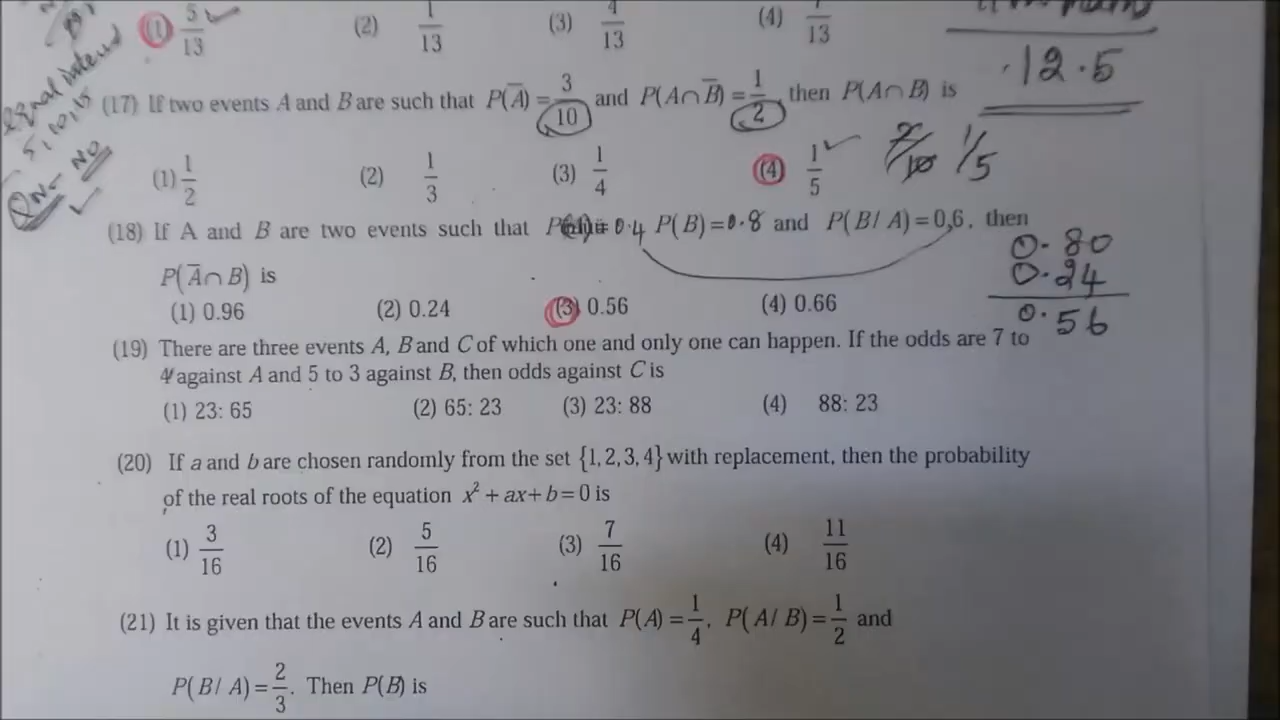 (1) 5/13 ✓ (2) 1/13 (3) 4/13 (4) /13
12.5
5, 10, 15
QN- NO
(17) If two events A and B are such that P(A̅) = 3/10 and P(A∩B̅) = 1/2 then P(A∩B) is
(1) 1/2 (2) 1/3 (3) 1/4 (4) 1/5 ✓ 2/10 1/5
(18) If A and B are two events such that = 0.4 P(B) = 0.8 and P(B/A) = 0,6, then
P(A̅∩B) is
(1) 0.96 (2) 0.24 (3) 0.56 (4) 0.66
0.80
0.24
0.56
(19) There are three events A, B and C of which one and only one can happen. If the odds are 7 to
4 against A and 5 to 3 against B, then odds against C is
(1) 23: 65 (2) 65: 23 (3) 23: 88 (4) 88: 23
(20) If a and b are chosen randomly from the set {1,2,3,4} with replacement, then the probability
of the real roots of the equation x² + ax + b = 0 is
(1) 3/16 (2) 5/16 (3) 7/16 (4) 11/16
(21) It is given that the events A and B are such that P(A) = 1/4, P(A/B) = 1/2 and
P(B/A) = 2/3. Then P(B) is